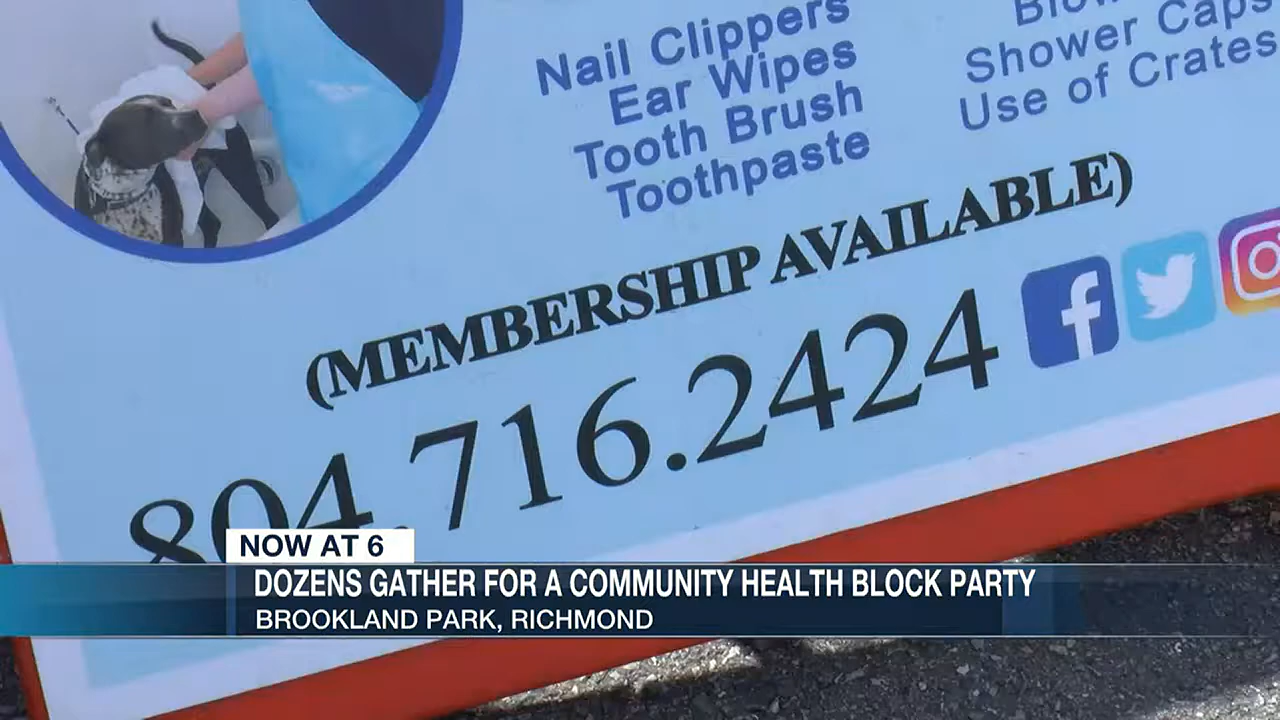 Nail Clippers
Ear Wipes
Tooth Brush
Toothpaste
Shower Caps
Use of Crates
(MEMBERSHIP AVAILABLE)
804.716.2424
NOW AT 6
DOZENS GATHER FOR A COMMUNITY HEALTH BLOCK PARTY
BROOKLAND PARK, RICHMOND